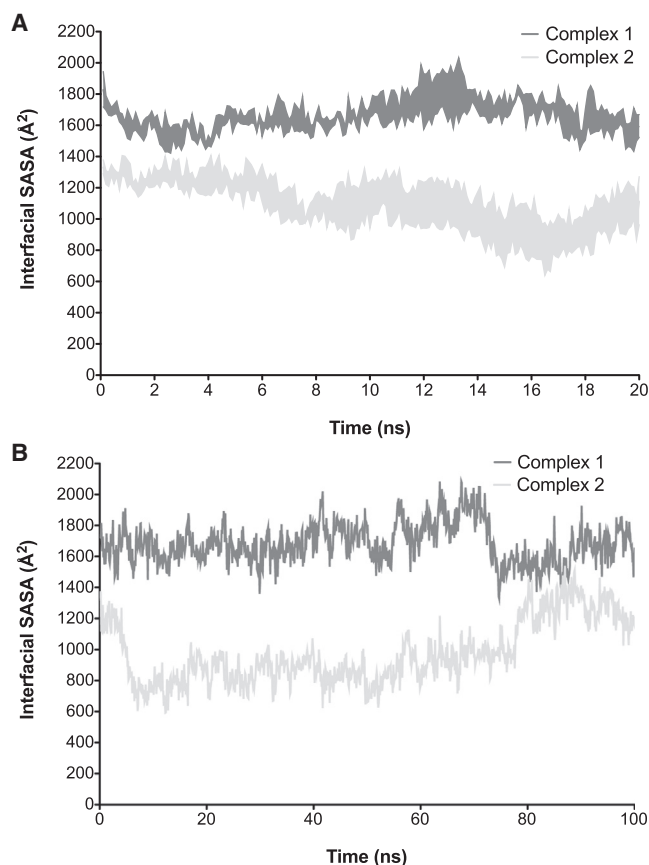 A
2200
2000
1800
1600
1400
1200
1000
800
600
400
200
0
Interfacial SASA (Å²)
Complex 1
Complex 2
0 2 4 6 8 10 12 14 16 18 20
Time (ns)
B
2200
2000
1800
1600
1400
1200
1000
800
600
400
200
0
Interfacial SASA (Å²)
Complex 1
Complex 2
0 20 40 60 80 100
Time (ns)